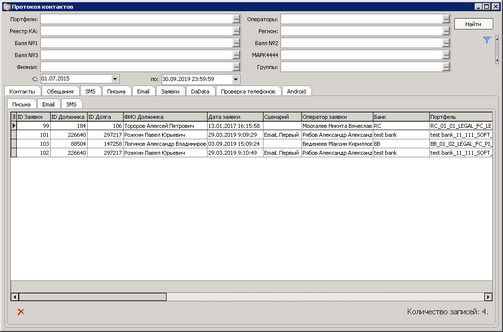 Протокол контактов
Портфели: Операторы: Найти
Реестр КА: Регион:
Балл №1 Балл №2
Балл №3 МАРК4444
Филиал: Группы:
С: 01.07.2015 по: 30.09.2019 23:59:59
Контакты Обещания SMS Письма Email Заявки DaData Проверка телефонов Android
Письма Email SMS
ID Заявки ID Должника ID Долга ФИО Должника Дата заявки Сценарий Оператор заявки Банк Портфель
99 184 106 Тороров Алексей Петрович 13.01.2017 16:15:58 Москалев Никита Вячеслав RC RC_01_01_LEGAL_FC_LE
101 226640 297217 Рожкин Павел Юрьевич 29.03.2019 9:09:29 Email. Первый Рябов Александр Александр test bank test bank_11_111_SOFT_
103 88504 147258 Логинов Александр Владимиров 03.09.2019 15:09:24 Веденеев Максим Кириллов BB BB_01_02_LEGAL_FC_PI_
102 226640 297217 Рожкин Павел Юрьевич 29.03.2019 9:10:49 Email. Первый Рябов Александр Александр test bank test bank_11_111_SOFT_
Количество записей: 4.